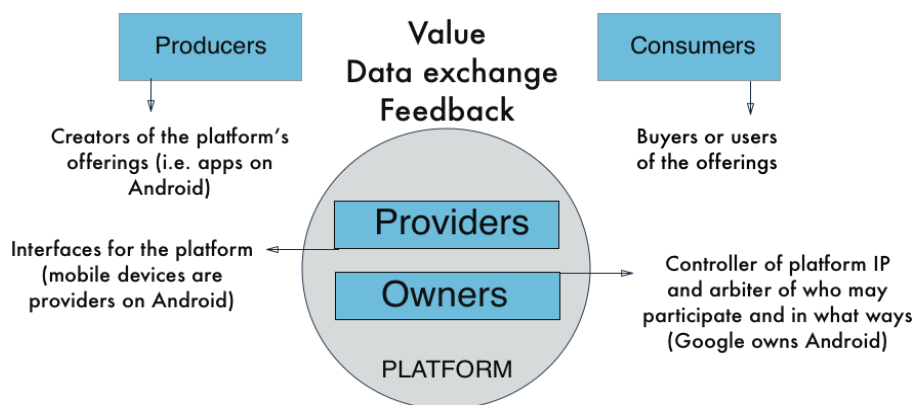 Producers
Value
Data exchange
Feedback
Consumers
Creators of the platform's
offerings (i.e. apps on
Android)
Buyers or users
of the offerings
Providers
Interfaces for the platform
(mobile devices are
providers on Android)
Owners
Controller of platform IP
and arbiter of who may
participate and in what ways
(Google owns Android)
PLATFORM